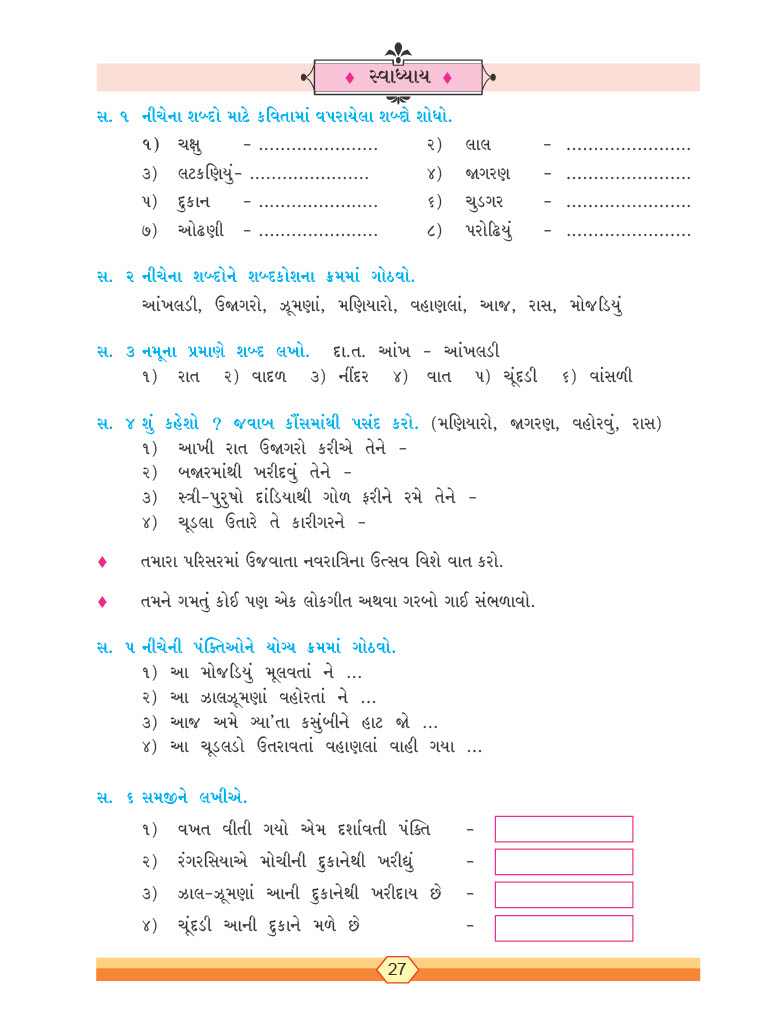 સ્વાધ્યાય
સ. ૧ નીચેના શબ્દો માટે કવિતામાં વપરાયેલા શબ્દો શોધો.
૧) ચક્ષુ – ...................... ૨) લાલ – .......................
૩) લટકણિયું– ...................... ૪) જાગરણ – .......................
૫) દુકાન – ...................... ૬) ચુડગર – .......................
૭) ઓઢણી – ...................... ૮) પરોઢિયું – .......................
સ. ૨ નીચેના શબ્દોને શબ્દકોશના ક્રમમાં ગોઠવો.
આંખલડી, ઉજાગરો, ઝૂમણાં, મણિયારો, વહાણલાં, આજ, રાસ, મોજડિયું
સ. ૩ નમૂના પ્રમાણે શબ્દ લખો. દા.ત. આંખ – આંખલડી
૧) રાત ૨) વાદળ ૩) નીંદર ૪) વાત ૫) ચૂંદડી ૬) વાંસળી
સ. ૪ શું કહેશો ? જવાબ કૌંસમાંથી પસંદ કરો. (મણિયારો, જાગરણ, વહોરવું, રાસ)
૧) આખી રાત ઉજાગરો કરીએ તેને –
૨) બજારમાંથી ખરીદવું તેને –
૩) સ્ત્રી-પુરુષો દાંડિયાથી ગોળ ફરીને રમે તેને –
૪) ચૂડલા ઉતારે તે કારીગરને –
♦ તમારા પરિસરમાં ઉજવાતા નવરાત્રિના ઉત્સવ વિશે વાત કરો.
♦ તમને ગમતું કોઈ પણ એક લોકગીત અથવા ગરબો ગાઈ સંભળાવો.
સ. ૫ નીચેની પંક્તિઓને યોગ્ય ક્રમમાં ગોઠવો.
૧) આ મોજડિયું મૂલવતાં ને ...
૨) આ ઝાલઝૂમણાં વહોરતાં ને ...
૩) આજ અમે ગ્યા'તા કસુંબીને હાટ જો ...
૪) આ ચૂડલડો ઉતરાવતાં વહાણલાં વાહી ગયા ...
સ. ૬ સમજીને લખીએ.
૧) વખત વીતી ગયો એમ દર્શાવતી પંક્તિ –
૨) રંગરસિયાએ મોચીની દુકાનેથી ખરીદ્યું –
૩) ઝાલ-ઝૂમણાં આની દુકાનેથી ખરીદાય છે –
૪) ચૂંદડી આની દુકાને મળે છે –
27